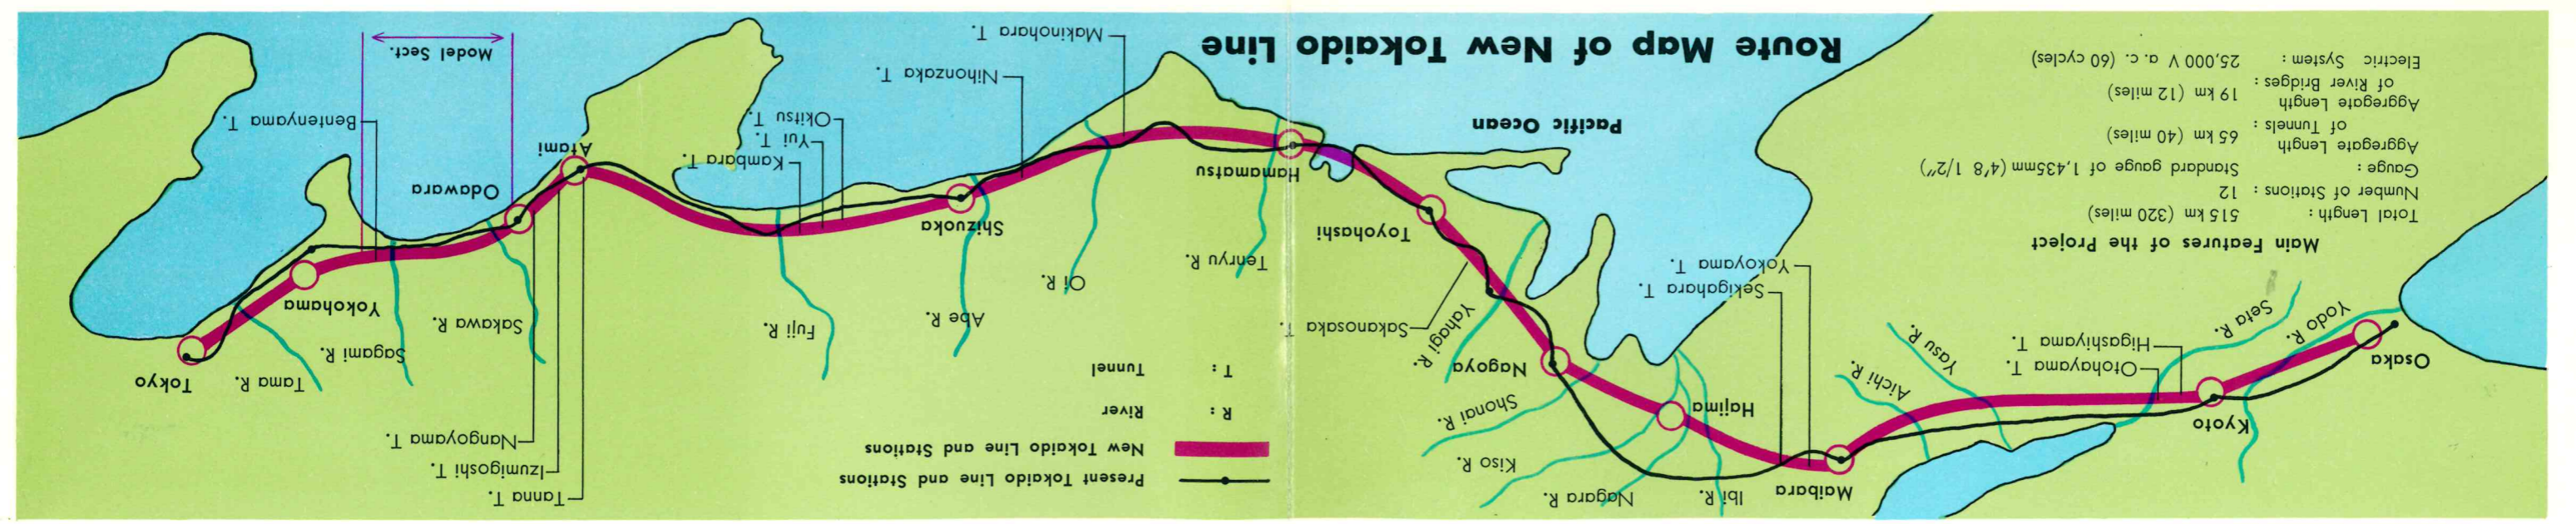 Present Tokaido Line and Stations
New Tokaido Line and Stations
R : River
T : Tunnel
Maibara
Ibi R.
Nagara R.
Kiso R.
Shonai R.
Hajima
Nagoya
Kyoto
Osaka
Otohayama T.
Higashiyama T.
Yodo R.
Seta R.
Yasu R.
Aichi R.
Sekigahara T.
Yokoyama T.
Yahagi R.
Sakanosaka T.
Toyohashi
Hamamatsu
Tenryu R.
Oi R.
Abe R.
Shizuoka
Fuji R.
Tanna T.
Izumigoshi T.
Nangoyama T.
Sakawa R.
Sagami R.
Tama R.
Tokyo
Yokohama
Odawara
Atami
Kambara T.
Yui T.
Okitsu T.
Bentenyama T.
Nihonzaka T.
Makinohara T.
Model Sect.
Main Features of the Project
Total Length : 515 km (320 miles)
Number of Stations : 12
Gauge : Standard gauge of 1,435mm (4'8 1/2")
Aggregate Length
of Tunnels : 65 km (40 miles)
Aggregate Length
of River Bridges : 19 km (12 miles)
Electric System : 25,000 V a. c. (60 cycles)
Pacific Ocean
Route Map of New Tokaido Line